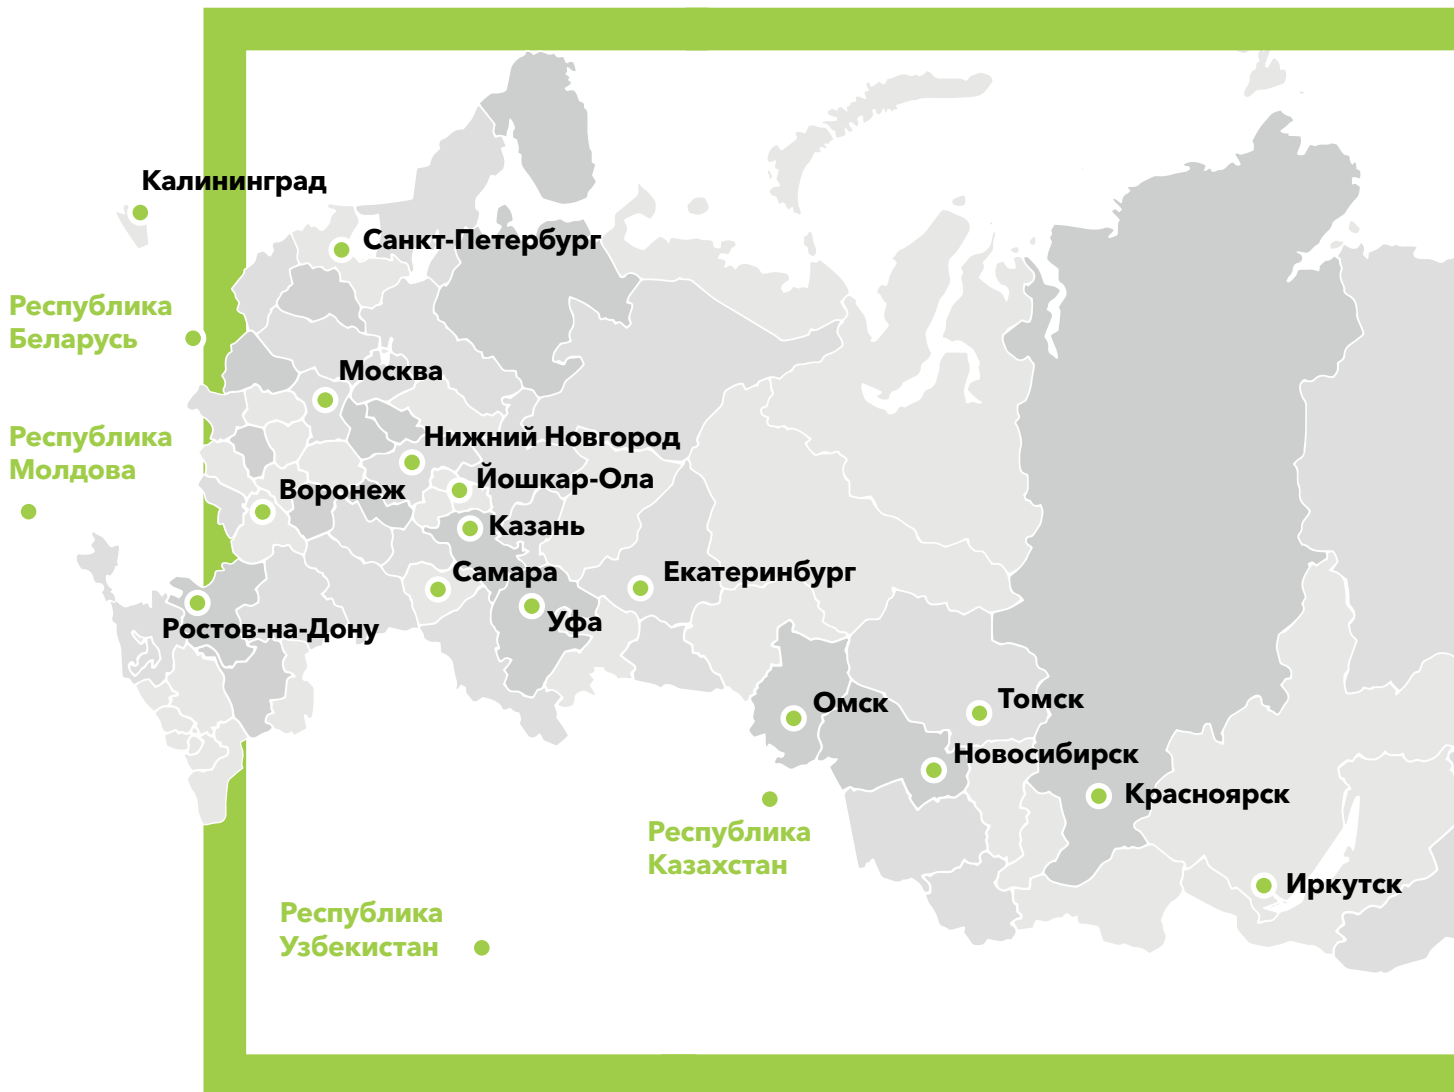 Калининград
Санкт-Петербург
Республика
Беларусь
Москва
Республика
Молдова
Нижний Новгород
Йошкар-Ола
Воронеж
Казань
Самара
Екатеринбург
Уфа
Ростов-на-Дону
Омск
Томск
Новосибирск
Красноярск
Республика
Казахстан
Иркутск
Республика
Узбекистан